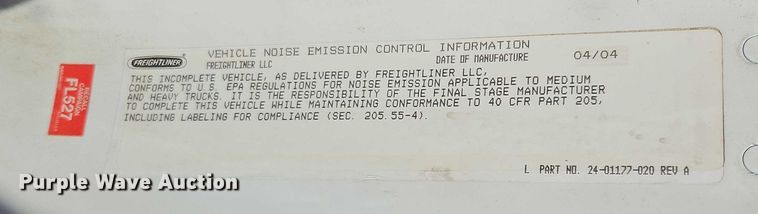 FREIGHTLINER
VEHICLE NOISE EMISSION CONTROL INFORMATION
FREIGHTLINER LLC
DATE OF MANUFACTURE 04/04
THIS INCOMPLETE VEHICLE, AS DELIVERED BY FREIGHTLINER LLC,
CONFORMS TO U.S. EPA REGULATIONS FOR NOISE EMISSION APPLICABLE TO MEDIUM
AND HEAVY TRUCKS. IT IS THE RESPONSIBILITY OF THE FINAL STAGE MANUFACTURER
TO COMPLETE THIS VEHICLE WHILE MAINTAINING CONFORMANCE TO 40 CFR PART 205,
INCLUDING LABELING FOR COMPLIANCE (SEC. 205.55-4).
L PART NO. 24-01177-020 REV A
RECALL
CAMPAIGN
FL527
Purple Wave Auction